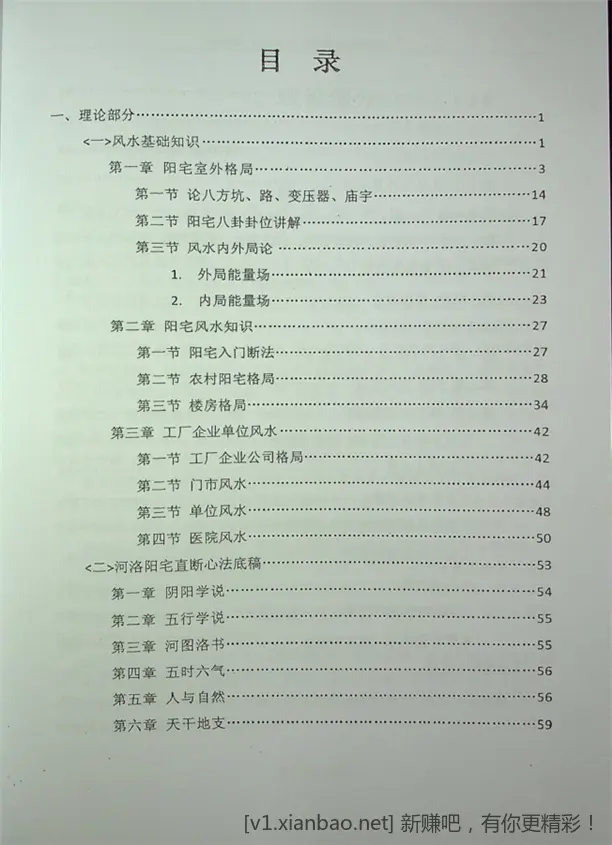 目 录
一、理论部分……1
<一>风水基础知识……1
第一章 阳宅室外格局……3
第一节 论八方坑、路、变压器、庙宇……14
第二节 阳宅八卦卦位讲解……17
第三节 风水内外局论……20
1. 外局能量场……21
2. 内局能量场……23
第二章 阳宅风水知识……27
第一节 阳宅入门断法……27
第二节 农村阳宅格局……28
第三节 楼房格局……34
第三章 工厂企业单位风水……42
第一节 工厂企业公司格局……42
第二节 门市风水……44
第三节 单位风水……48
第四节 医院风水……50
<二>河洛阳宅直断心法底稿……53
第一章 阴阳学说……54
第二章 五行学说……55
第三章 河图洛书……55
第四章 五时六气……56
第五章 人与自然……56
第六章 天干地支……59
[v1.xianbao.net] 新赚吧，有你更精彩！